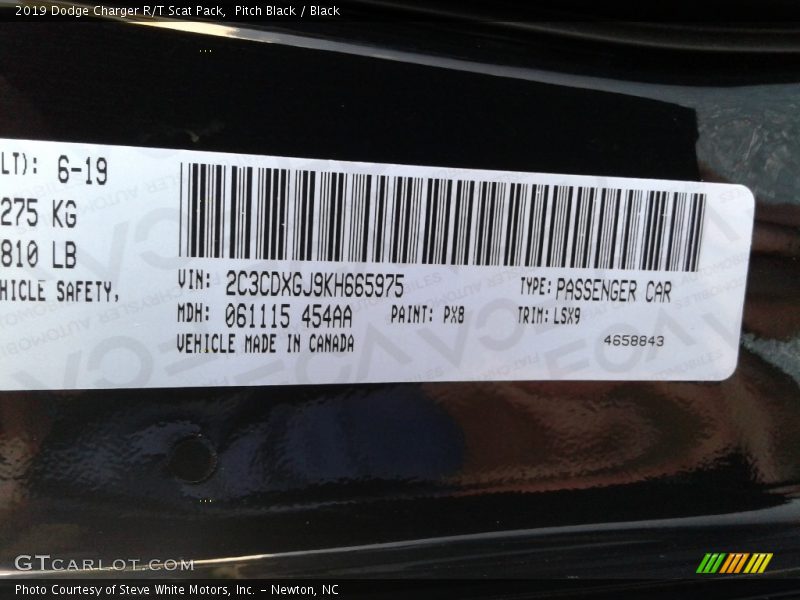 2019 Dodge Charger R/T Scat Pack,  Pitch Black / Black
LT): 6-19
275 KG
810 LB
HICLE SAFETY,
VIN: 2C3CDXGJ9KH665975 TYPE: PASSENGER CAR
MDH: 061115 454AA PAINT: PX8 TRIM: LSX9
VEHICLE MADE IN CANADA 4658843
GTCARLOT.COM
Photo Courtesy of Steve White Motors, Inc. – Newton, NC